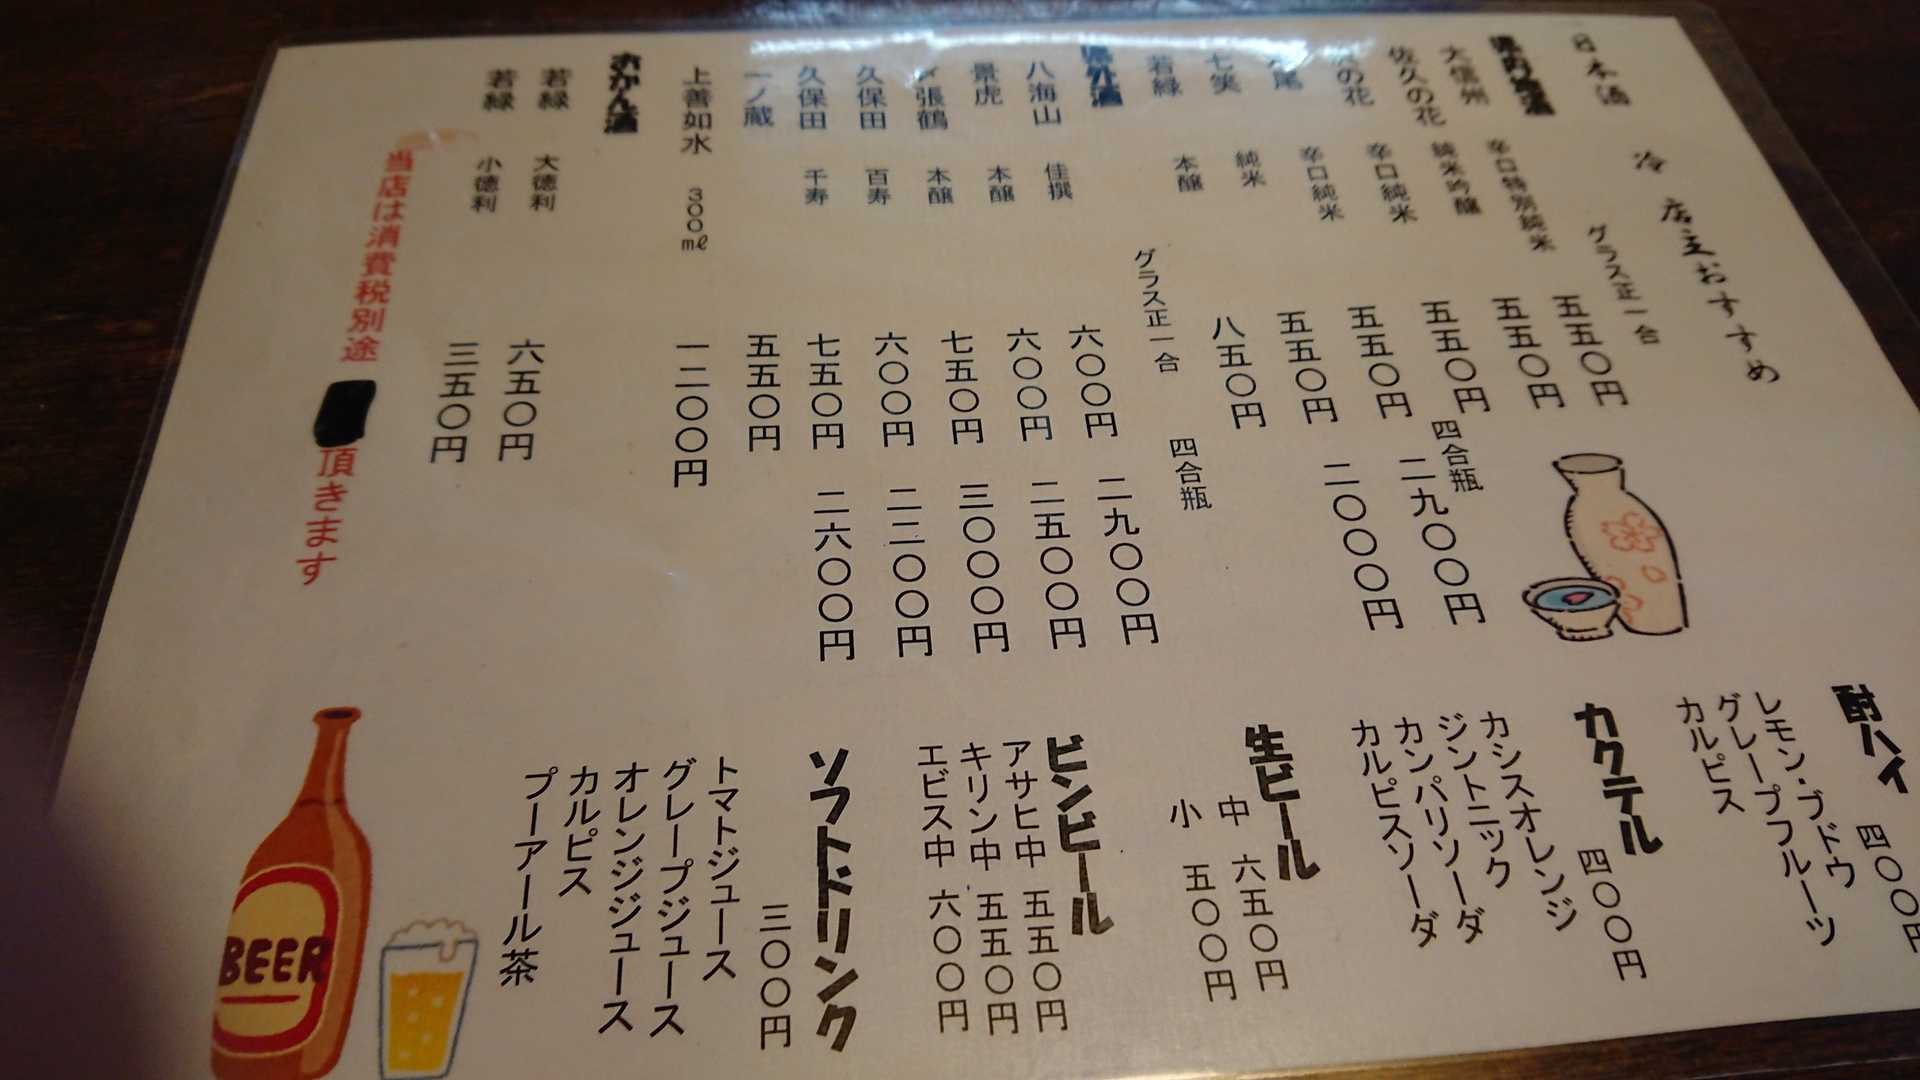 日本酒 冷 店主おすすめ
グラス正一合
四合瓶
大信州 辛口特別純米 五五〇円
佐久の花 純米吟醸 五五〇円 二九〇〇円
の花 辛口純米 五五〇円 二〇〇〇円
尾 辛口純米 五五〇円
七笑 純米 五五〇円
若緑 本醸 八五〇円
県外酒
グラス正一合
四合瓶
八海山 佳撰 六〇〇円 二九〇〇円
景虎 本醸 六〇〇円 二五〇〇円
〆張鶴 本醸 七五〇円 三〇〇〇円
久保田 百寿 六〇〇円 二二〇〇円
久保田 千寿 七五〇円 二六〇〇円
一ノ蔵 五五〇円
上善如水 300ml 一二〇〇円
おかん酒
若緑 大徳利 六五〇円
若緑 小徳利 三五〇円
当店は消費税別途 頂きます
酎ハイ 四〇〇円
レモン・ブドウ
グレープフルーツ
カルピス
カクテル 四〇〇円
カシスオレンジ
ジントニック
カンパリソーダ
カルピスソーダ
生ビール
中 六五〇円
小 五〇〇円
ビンビール
アサヒ中 五五〇円
キリン中 五五〇円
エビス中 六〇〇円
ソフトドリンク 三〇〇円
トマトジュース
グレープジュース
オレンジジュース
カルピス
プーアール茶
BEER